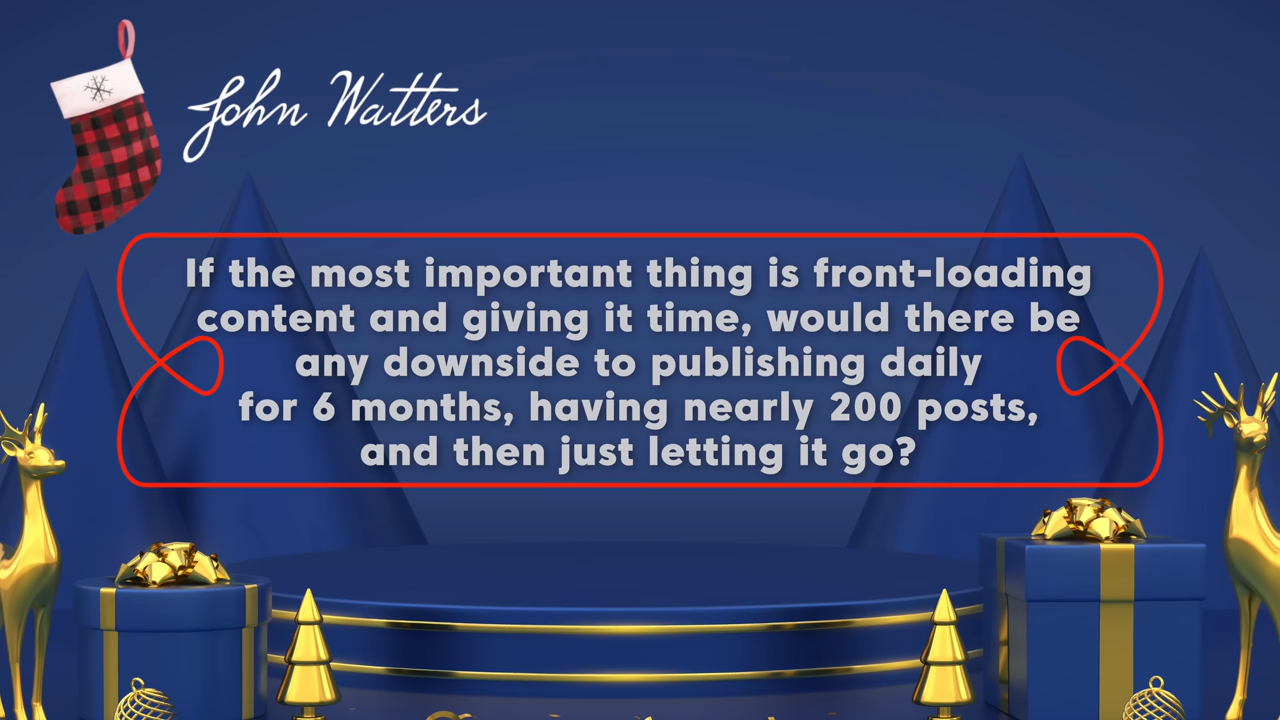 John Watters
If the most important thing is front-loading
content and giving it time, would there be
any downside to publishing daily
for 6 months, having nearly 200 posts,
and then just letting it go?